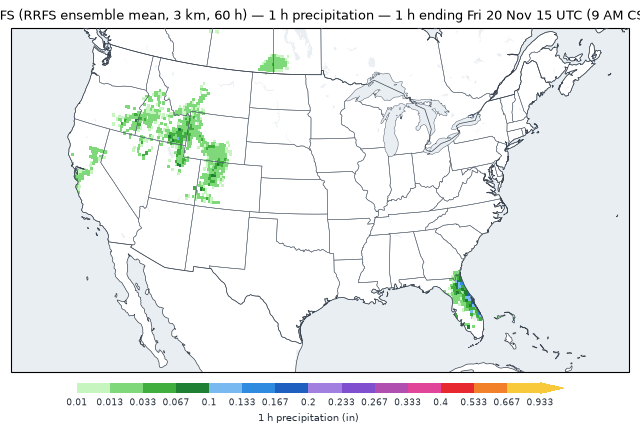 FS (RRFS ensemble mean, 3 km, 60 h) — 1 h precipitation — 1 h ending Fri 20 Nov 15 UTC (9 AM CS
0.01 0.013 0.033 0.067 0.1 0.133 0.167 0.2 0.233 0.267 0.333 0.4 0.533 0.667 0.933
1 h precipitation (in)